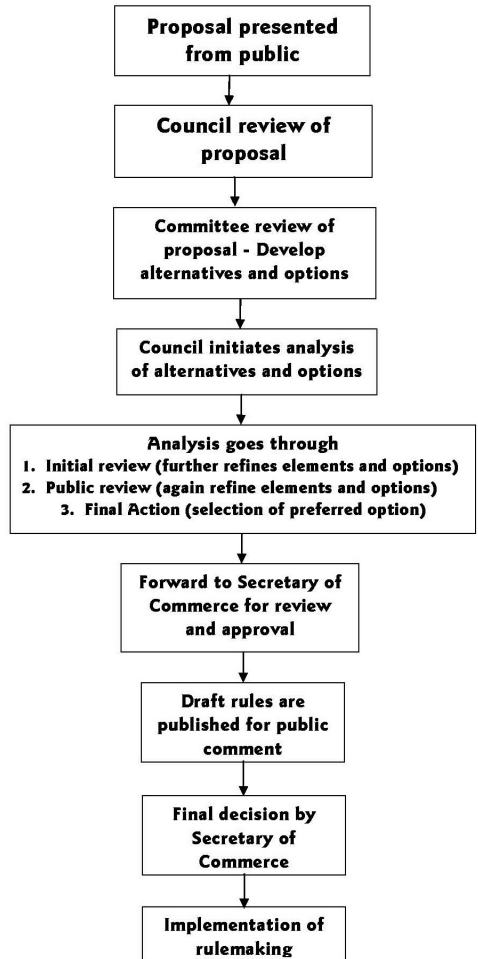 Proposal presented
from public
Council review of
proposal
Committee review of
proposal - Develop
alternatives and options
Council initiates analysis
of alternatives and options
Analysis goes through
1. Initial review (further refines elements and options)
2. Public review (again refine elements and options)
3. Final Action (selection of preferred option)
Forward to Secretary of
Commerce for review
and approval
Draft rules are
published for public
comment
Final decision by
Secretary of
Commerce
Implementation of
rulemaking